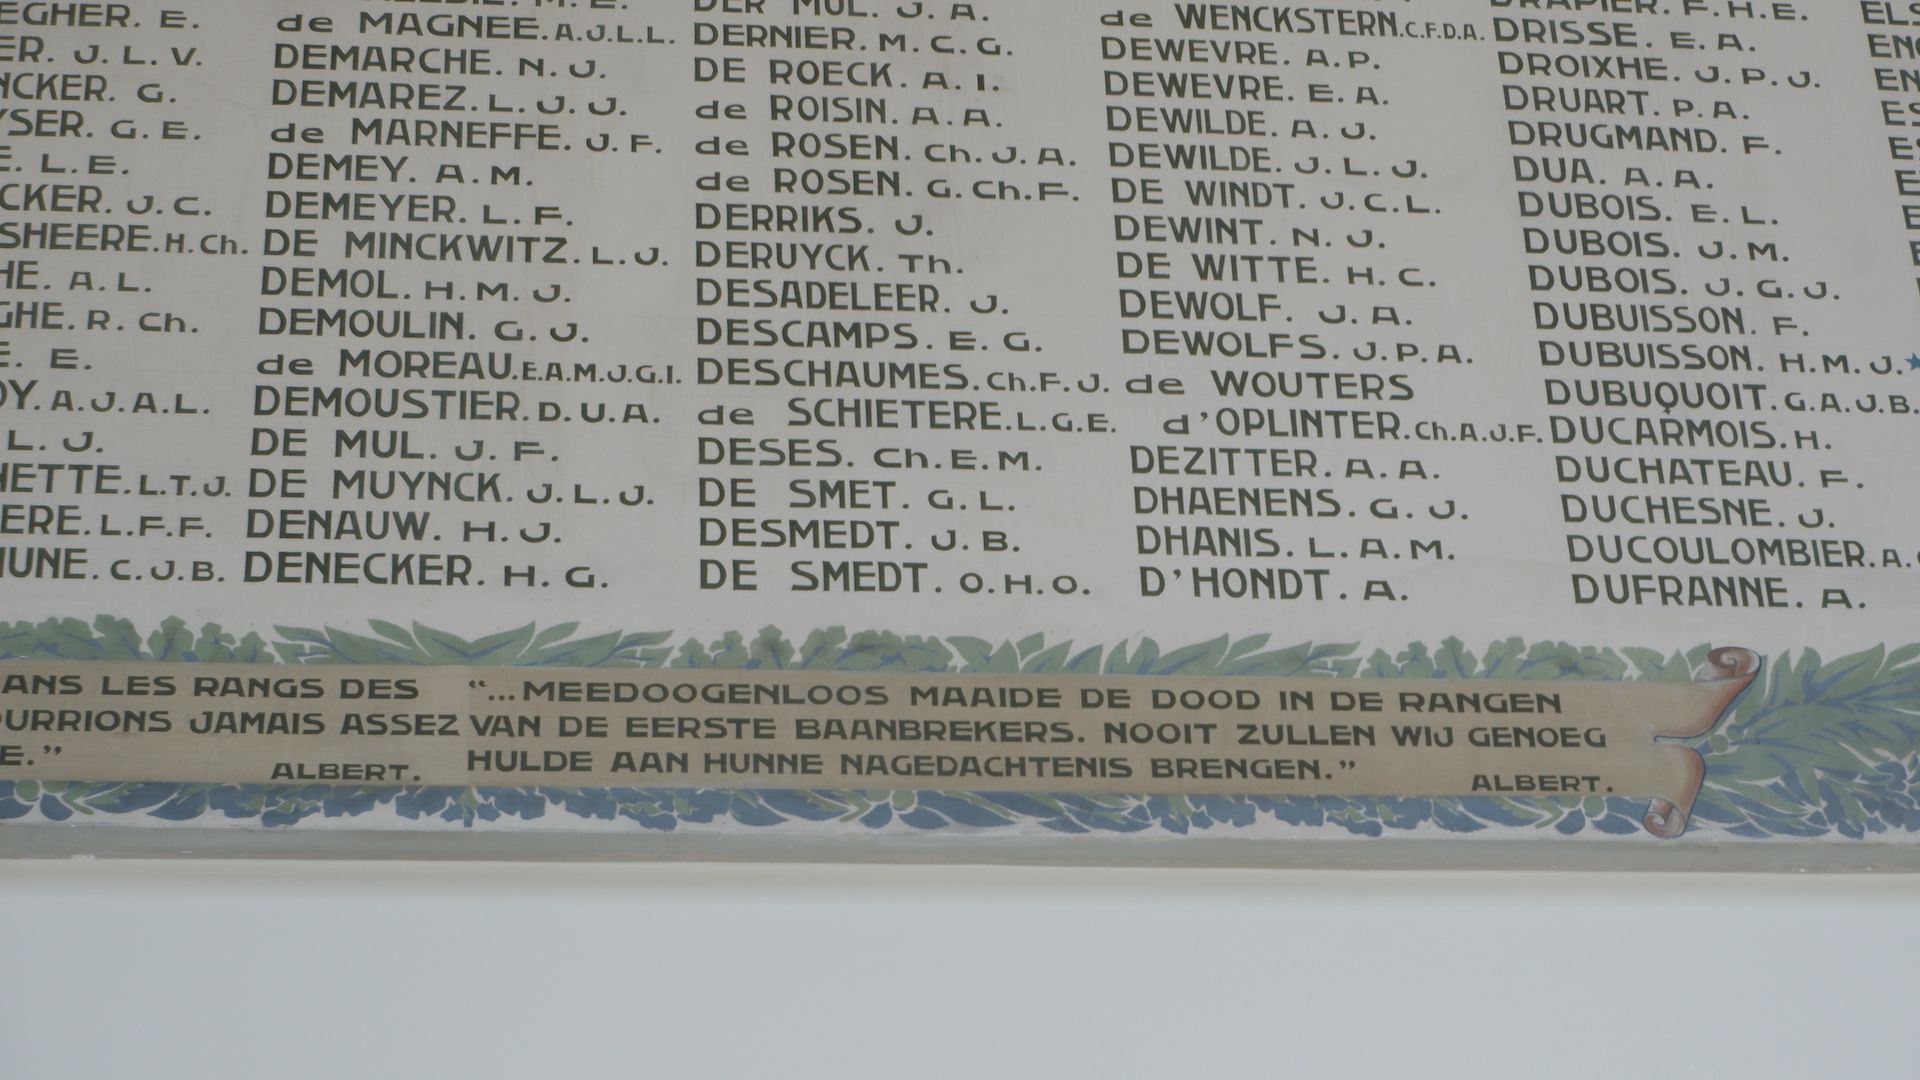 EGHER. E.
ER. J. L. V.
NCKER. G.
YSER. G. E.
E. L. E.
CKER. J. C.
SHEERE. H. Ch.
HE. A. L.
GHE. R. Ch.
E. E.
OY. A. J. A. L.
L. J.
HETTE. L. T. J.
ERE. L. F. F.
HUNE. C. J. B.
de MAGNEE. A. J. L. L.
DEMARCHE. N. J.
DEMAREZ. L. J. J.
de MARNEFFE. J. F.
DEMEY. A. M.
DEMEYER. L. F.
DE MINCKWITZ. L. J.
DEMOL. H. M. J.
DEMOULIN. G. J.
de MOREAU. E. A. M. J. G. I.
DEMOUSTIER. D. U. A.
DE MUL. J. F.
DE MUYNCK. J. L. J.
DENAUW. H. J.
DENECKER. H. G.
DER MUL. J. A.
DERNIER. M. C. G.
DE ROECK. A. I.
de ROISIN. A. A.
de ROSEN. Ch. J. A.
de ROSEN. G. Ch. F.
DERRIKS. J.
DERUYCK. Th.
DESADELEER. J.
DESCAMPS. E. G.
DESCHAUMES. Ch. F. J.
de SCHIETERE. L. G. E.
DESES. Ch. E. M.
DE SMET. G. L.
DESMEDT. J. B.
DE SMEDT. O. H. O.
de WENCKSTERN. C. F. D. A.
DEWEVRE. A. P.
DEWEVRE. E. A.
DEWILDE. A. J.
DEWILDE. J. L. J.
DE WINDT. J. C. L.
DEWINT. N. J.
DE WITTE. H. C.
DEWOLF. J. A.
DEWOLFS. J. P. A.
de WOUTERS
d'OPLINTER. Ch. A. J. F.
DEZITTER. A. A.
DHAENENS. G. J.
DHANIS. L. A. M.
D'HONDT. A.
DRAPIER. F. H. E.
DRISSE. E. A.
DROIXHE. J. P. J.
DRUART. P. A.
DRUGMAND. F.
DUA. A. A.
DUBOIS. E. L.
DUBOIS. J. M.
DUBOIS. J. G. J.
DUBUISSON. F.
DUBUISSON. H. M. J.
DUBUQUOIT. G. A. J. B.
DUCARMOIS. H.
DUCHATEAU. F.
DUCHESNE. J.
DUCOULOMBIER. A.
DUFRANNE. A.
ELS
ANS LES RANGS DES
OURRIONS JAMAIS ASSEZ
E."
ALBERT.
"...MEEDOOGENLOOS MAAIDE DE DOOD IN DE RANGEN
VAN DE EERSTE BAANBREKERS. NOOIT ZULLEN WIJ GENOEG
HULDE AAN HUNNE NAGEDACHTENIS BRENGEN."
ALBERT.